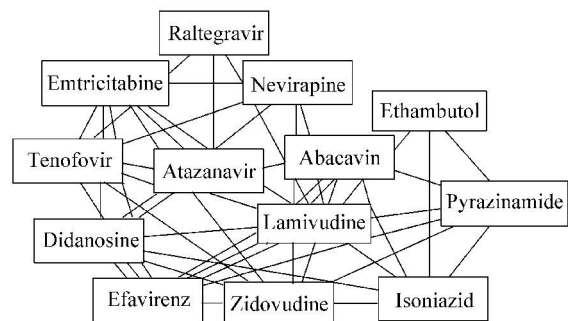 Raltegravir
Emtricitabine
Nevirapine
Ethambutol
Tenofovir
Atazanavir
Abacavin
Pyrazinamide
Didanosine
Lamivudine
Efavirenz
Zidovudine
Isoniazid